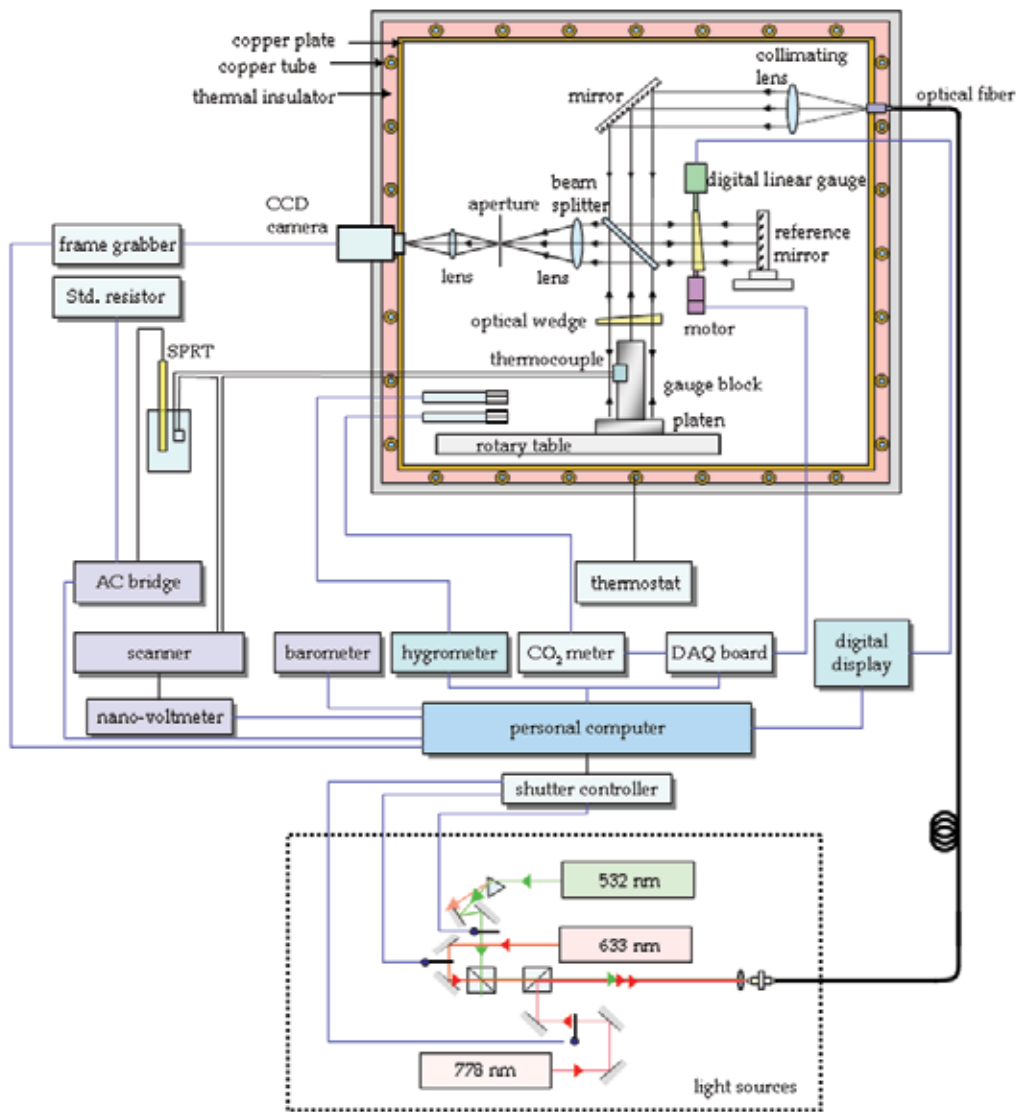 copper plate
copper tube
thermal insulator
collimating
lens
mirror
optical fiber
digital linear gauge
beam
splitter
aperture
CCD
camera
frame grabber
reference
mirror
lens
lens
Std. resistor
optical wedge
motor
SPRT
thermocouple
gauge block
platen
rotary table
AC bridge
thermostat
scanner
barometer
hygrometer
CO₂ meter
DAQ board
digital
display
nano-voltmeter
personal computer
shutter controller
532 nm
633 nm
778 nm
light sources